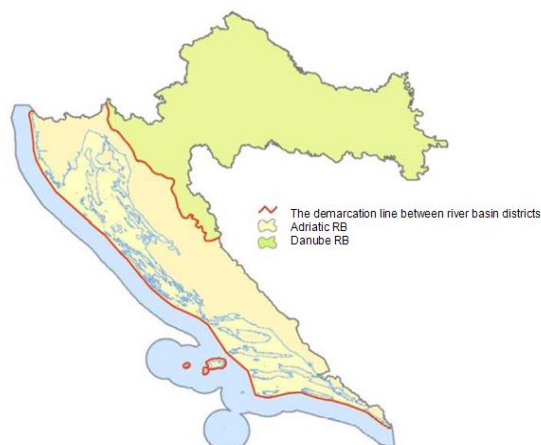 The demarcation line between river basin districts
Adriatic RB
Danube RB